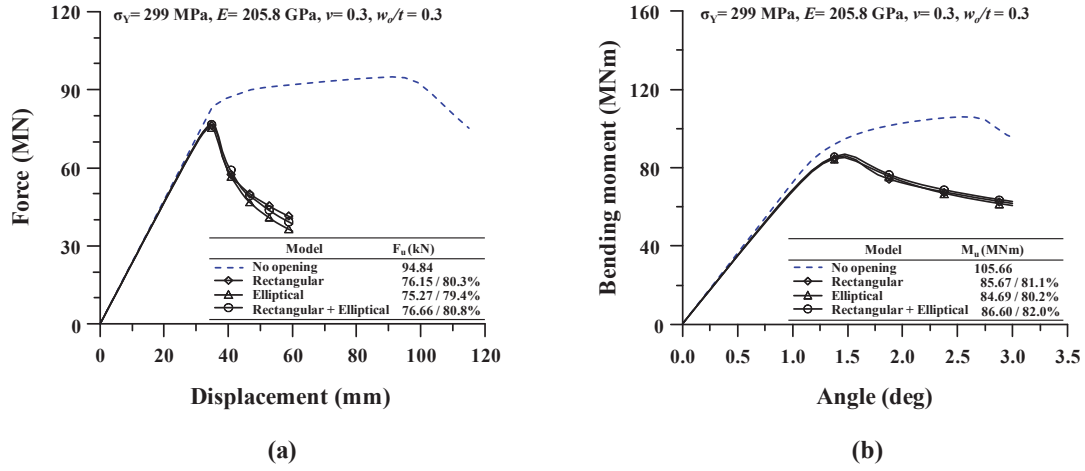 σY= 299 MPa, E= 205.8 GPa, ν= 0.3, wo/t = 0.3
120
90
60
30
0
Force (MN)
Model Fu (kN)
No opening 94.84
Rectangular 76.15 / 80.3%
Elliptical 75.27 / 79.4%
Rectangular + Elliptical 76.66 / 80.8%
0 20 40 60 80 100 120
Displacement (mm)
(a)
σY= 299 MPa, E= 205.8 GPa, ν= 0.3, wo/t = 0.3
160
120
80
40
0
Bending moment (MNm)
Model Mu (MNm)
No opening 105.66
Rectangular 85.67 / 81.1%
Elliptical 84.69 / 80.2%
Rectangular + Elliptical 86.60 / 82.0%
0.0 0.5 1.0 1.5 2.0 2.5 3.0 3.5
Angle (deg)
(b)